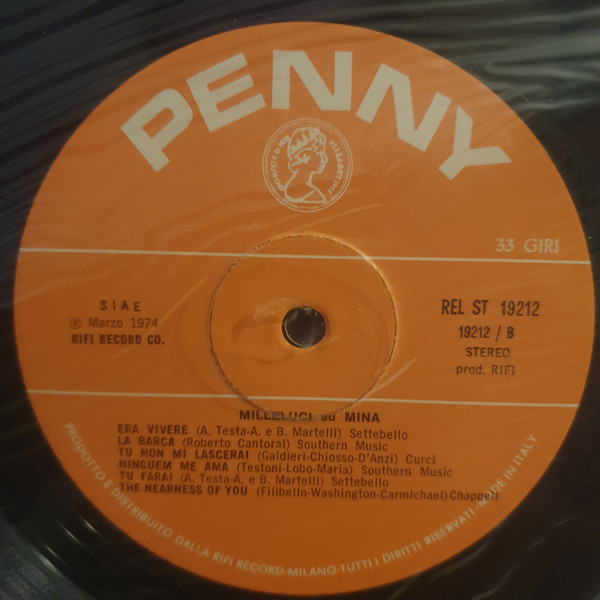 PENNY
33 GIRI
SIAE
Ⓟ Marzo 1974
RIFI RECORD CO.
REL ST 19212
19212 / B
STEREO
prod. RIFI
MILLELUCI su MINA
ERA VIVERE (A. Testa-A. e B. Martelli) Settebello
LA BARCA (Roberto Cantoral) Southern Music
TU NON MI LASCERAI (Galdieri-Chiosso-D'Anzi) Curci
NINGUEM ME AMA (Testoni-Lobo-Maria) Southern Music
TU FARAI (A. Testa-A. e B. Martelli) Settebello
THE NEARNESS OF YOU (Filibello-Washington-Carmichael) Chappell
PRODOTTO E DISTRIBUITO DALLA RIFI RECORD-MILANO-TUTTI I DIRITTI RISERVATI-MADE IN ITALY